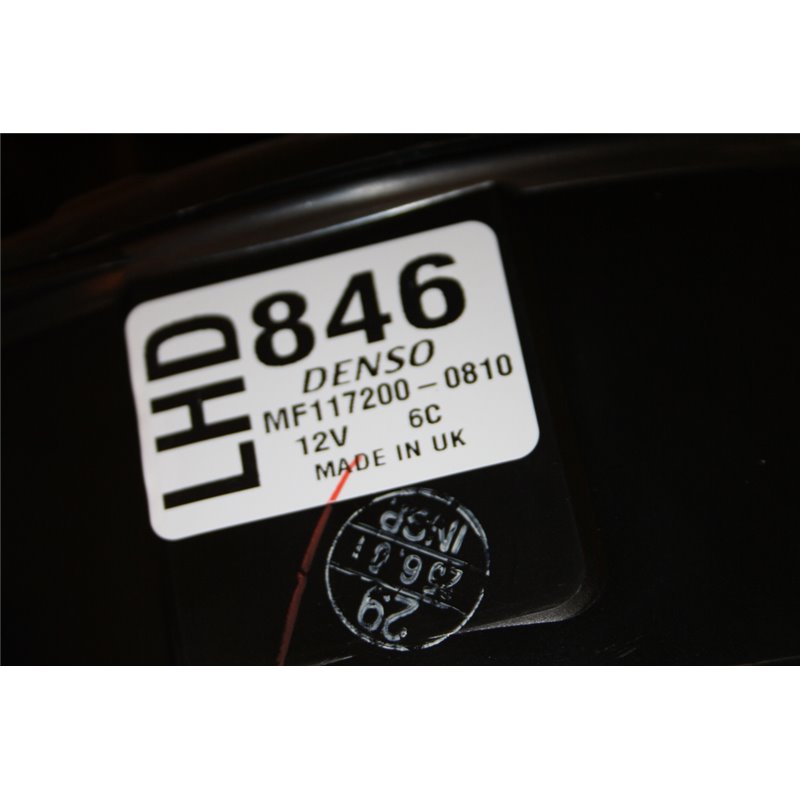 LHD
846
DENSO
MF117200-0810
12V 6C
MADE IN UK
INSP.
29